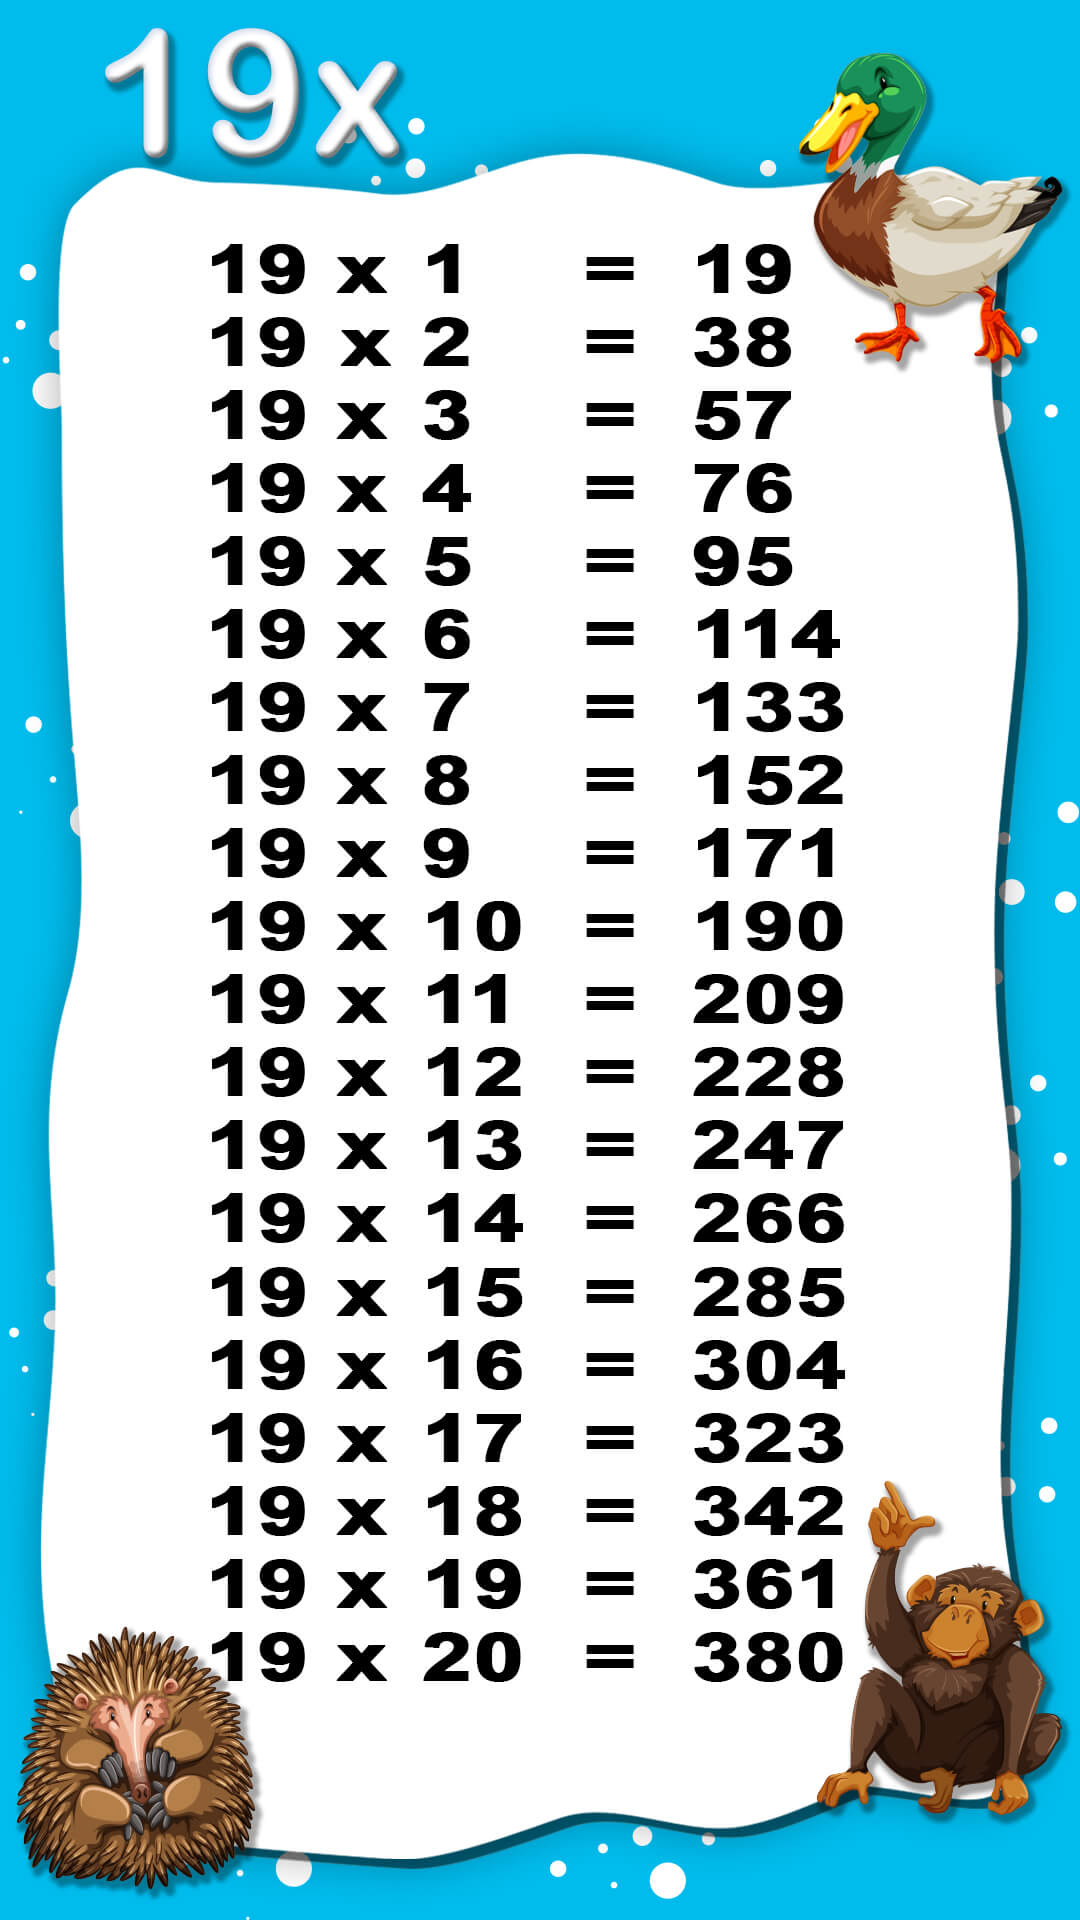 19x
19 x 1 = 19
19 x 2 = 38
19 x 3 = 57
19 x 4 = 76
19 x 5 = 95
19 x 6 = 114
19 x 7 = 133
19 x 8 = 152
19 x 9 = 171
19 x 10 = 190
19 x 11 = 209
19 x 12 = 228
19 x 13 = 247
19 x 14 = 266
19 x 15 = 285
19 x 16 = 304
19 x 17 = 323
19 x 18 = 342
19 x 19 = 361
19 x 20 = 380